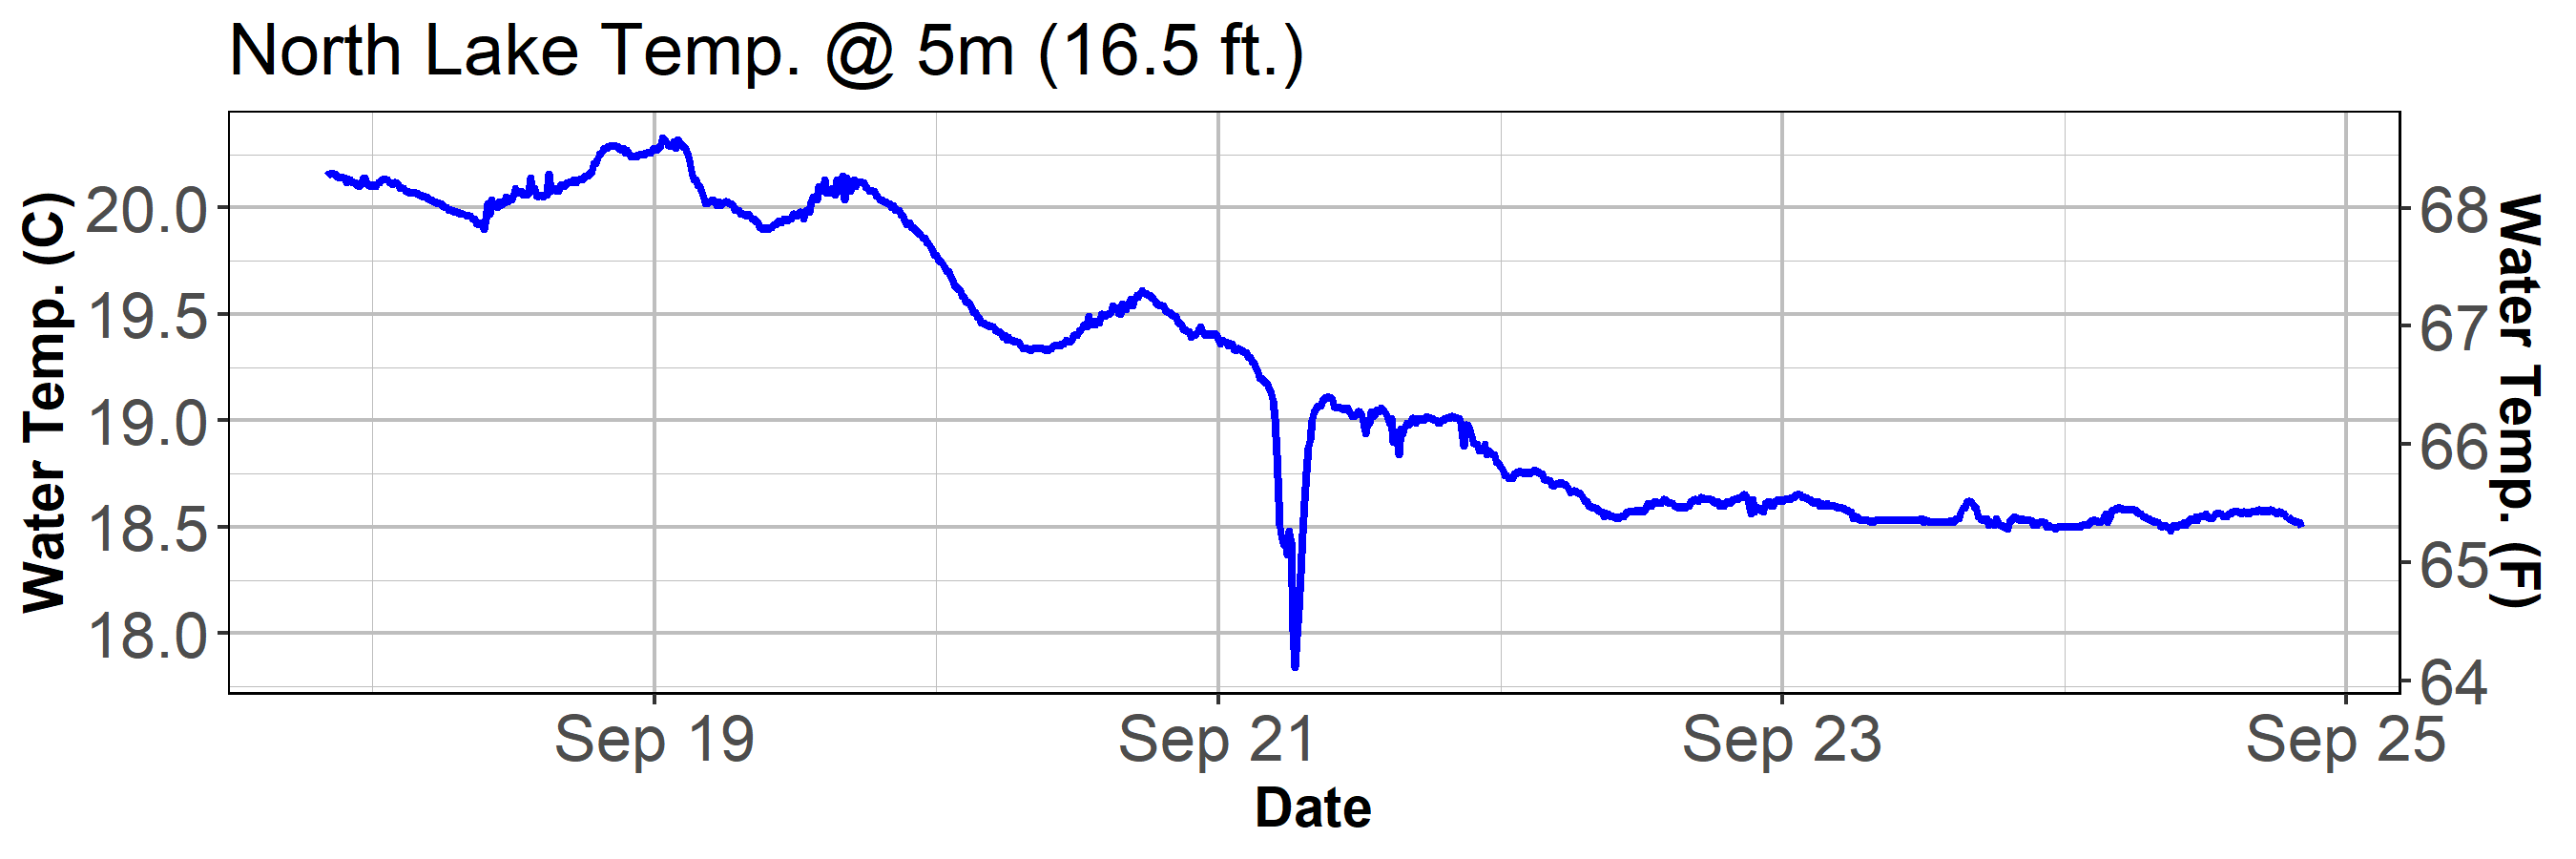 North Lake Temp. @ 5m (16.5 ft.)
Water Temp. (C)
20.0
19.5
19.0
18.5
18.0
68
67
66
65
64
Water Temp. (F)
Sep 19 Sep 21 Sep 23 Sep 25
Date